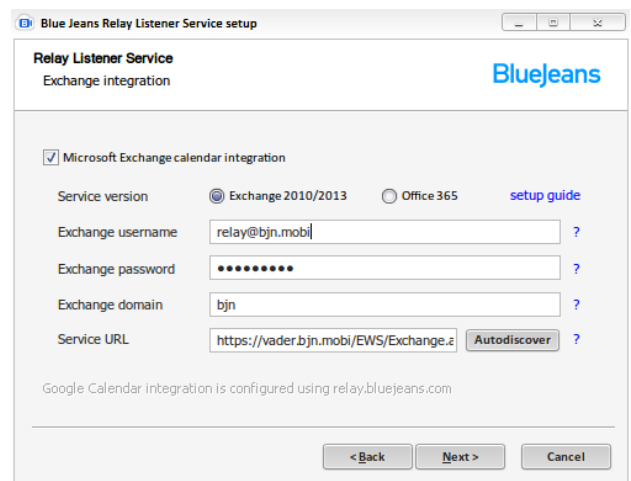 Blue Jeans Relay Listener Service setup
Relay Listener Service
Exchange integration
BlueJeans
Microsoft Exchange calendar integration
Service version Exchange 2010/2013 Office 365 setup guide
Exchange username relay@bjn.mobi ?
Exchange password ●●●●●●●●● ?
Exchange domain bjn ?
Service URL https://vader.bjn.mobi/EWS/Exchange.a Autodiscover ?
Google Calendar integration is configured using relay.bluejeans.com
< Back Next > Cancel